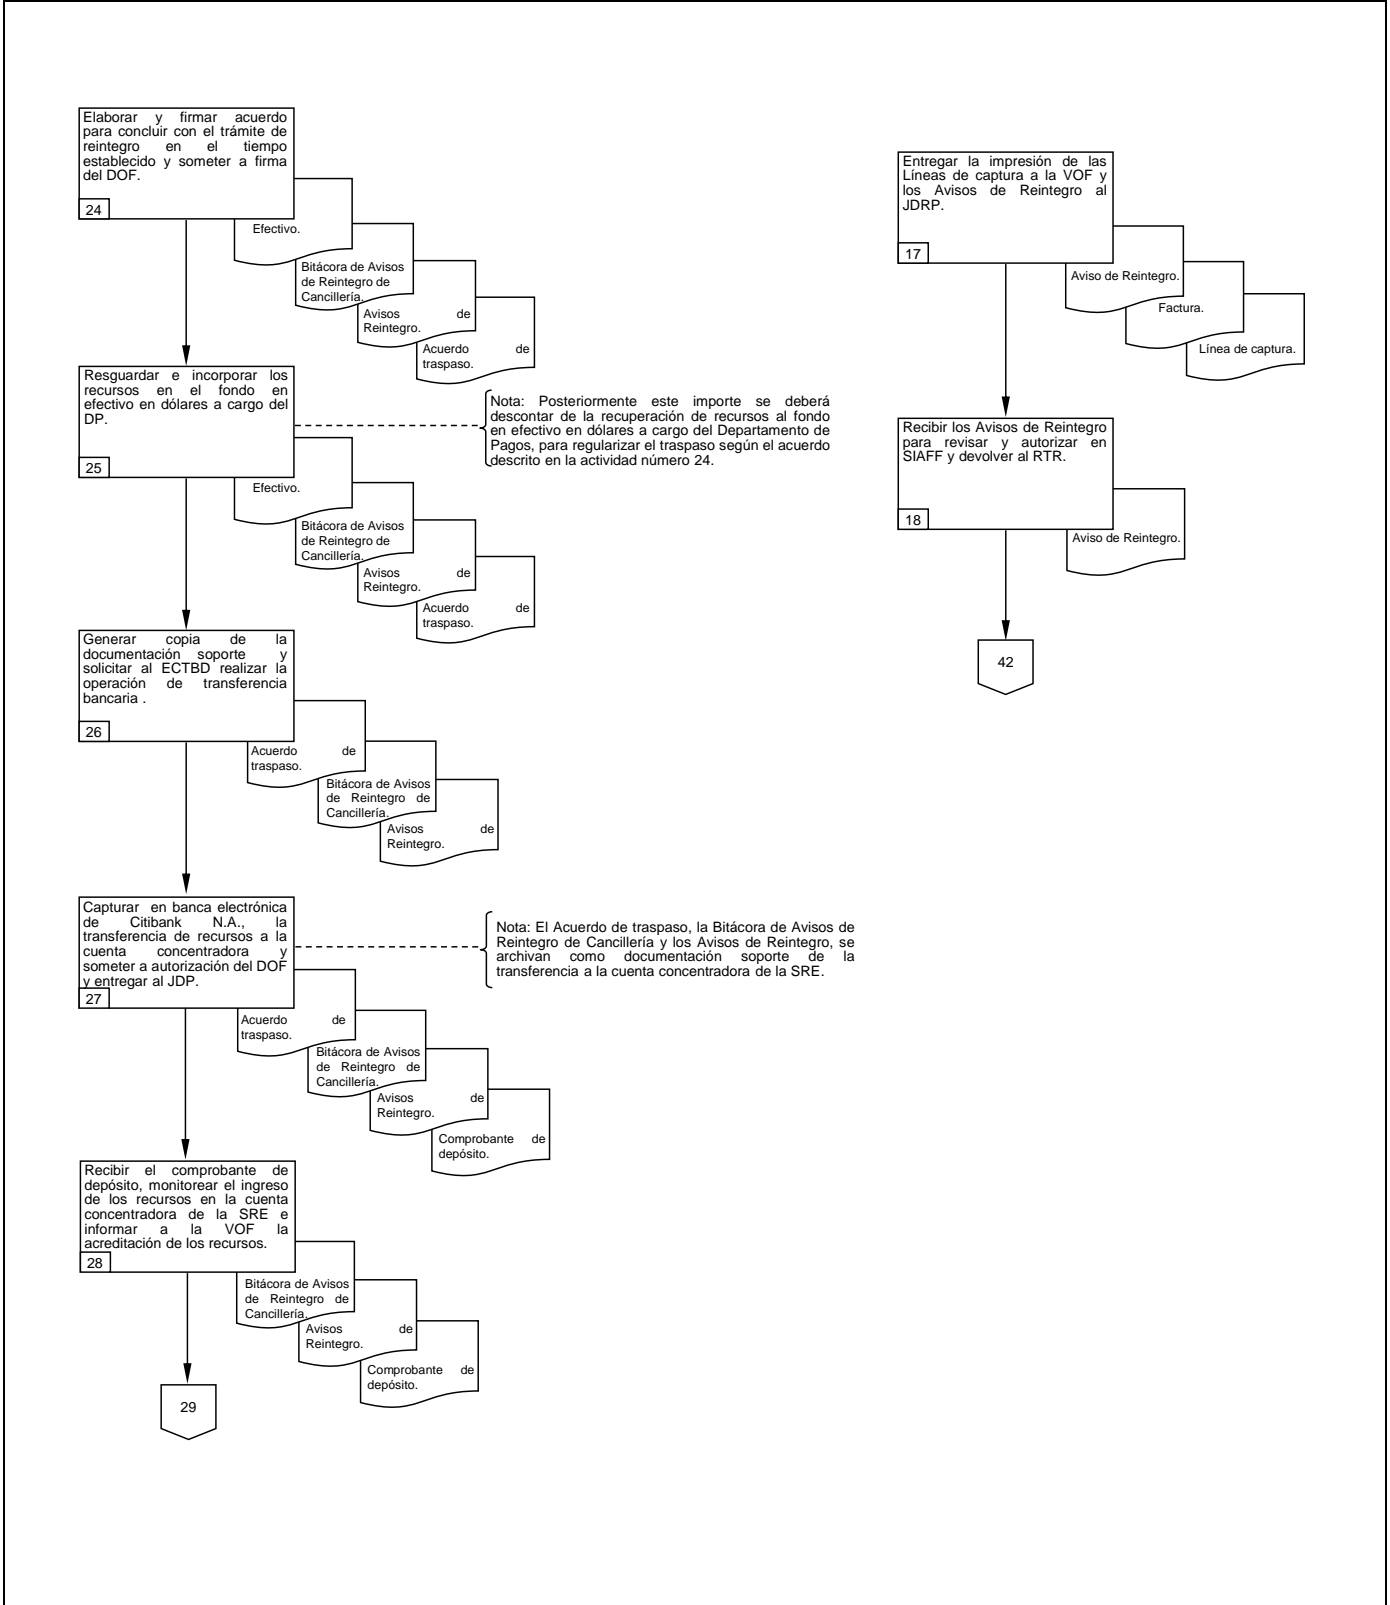 Elaborar y firmar acuerdo
para concluir con el trámite de
reintegro en el tiempo
establecido y someter a firma
del DOF.
24
Efectivo.
Bitácora de Avisos
de Reintegro de
Cancillería.
Avisos de
Reintegro.
Acuerdo de
traspaso.
Resguardar e incorporar los
recursos en el fondo en
efectivo en dólares a cargo del
DP.
25
Nota: Posteriormente este importe se deberá
descontar de la recuperación de recursos al fondo
en efectivo en dólares a cargo del Departamento de
Pagos, para regularizar el traspaso según el acuerdo
descrito en la actividad número 24.
Efectivo.
Bitácora de Avisos
de Reintegro de
Cancillería.
Avisos de
Reintegro.
Acuerdo de
traspaso.
Generar copia de la
documentación soporte y
solicitar al ECTBD realizar la
operación de transferencia
bancaria .
26
Acuerdo de
traspaso.
Bitácora de Avisos
de Reintegro de
Cancillería.
Avisos de
Reintegro.
Capturar en banca electrónica
de Citibank N.A., la
transferencia de recursos a la
cuenta concentradora y
someter a autorización del DOF
y entregar al JDP.
27
Nota: El Acuerdo de traspaso, la Bitácora de Avisos de
Reintegro de Cancillería y los Avisos de Reintegro, se
archivan como documentación soporte de la
transferencia a la cuenta concentradora de la SRE.
Acuerdo de
traspaso.
Bitácora de Avisos
de Reintegro de
Cancillería.
Avisos de
Reintegro.
Comprobante de
depósito.
Recibir el comprobante de
depósito, monitorear el ingreso
de los recursos en la cuenta
concentradora de la SRE e
informar a la VOF la
acreditación de los recursos.
28
Bitácora de Avisos
de Reintegro de
Cancillería.
Avisos de
Reintegro.
Comprobante de
depósito.
29
Entregar la impresión de las
Líneas de captura a la VOF y
los Avisos de Reintegro al
JDRP.
17
Aviso de Reintegro.
Factura.
Línea de captura.
Recibir los Avisos de Reintegro
para revisar y autorizar en
SIAFF y devolver al RTR.
18
Aviso de Reintegro.
42